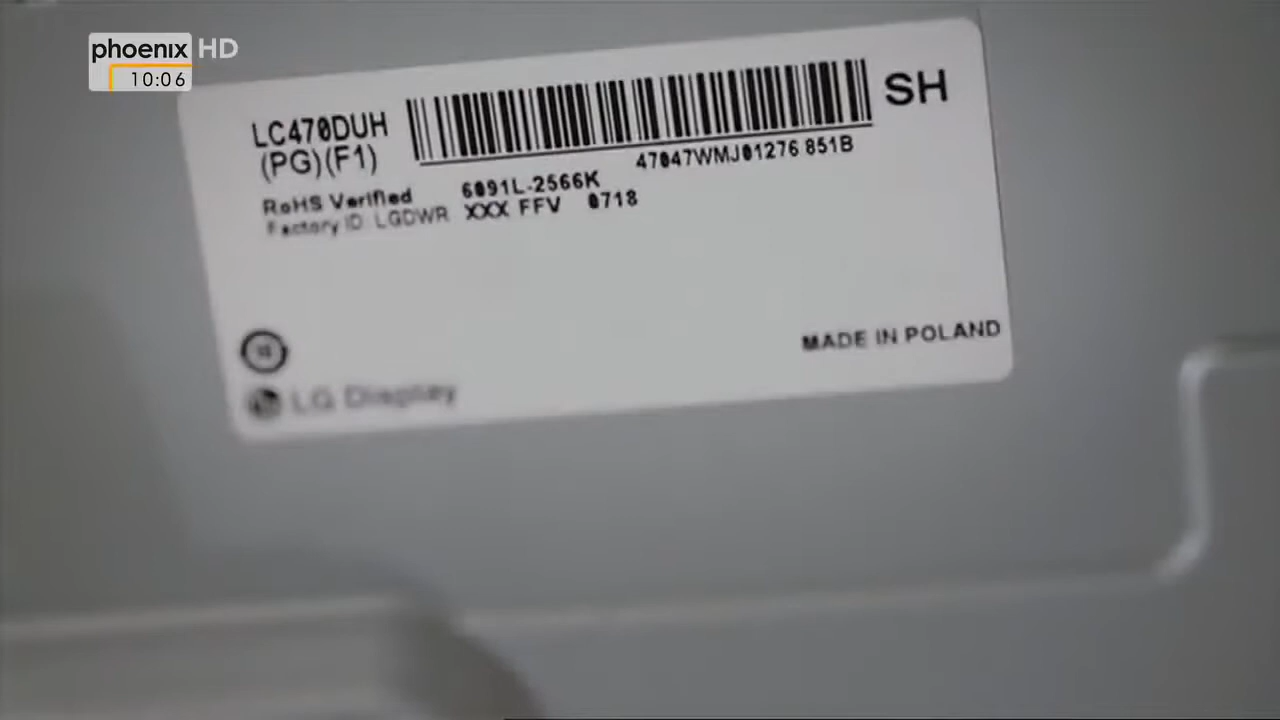 phoenix HD
10:06
LC470DUH
SH
(PG)(F1)
47047WMJ01276 851B
RoHS Verified 6091L-2566K
Factory ID: LGDWR XXX FFV 0718
MADE IN POLAND
LG Display